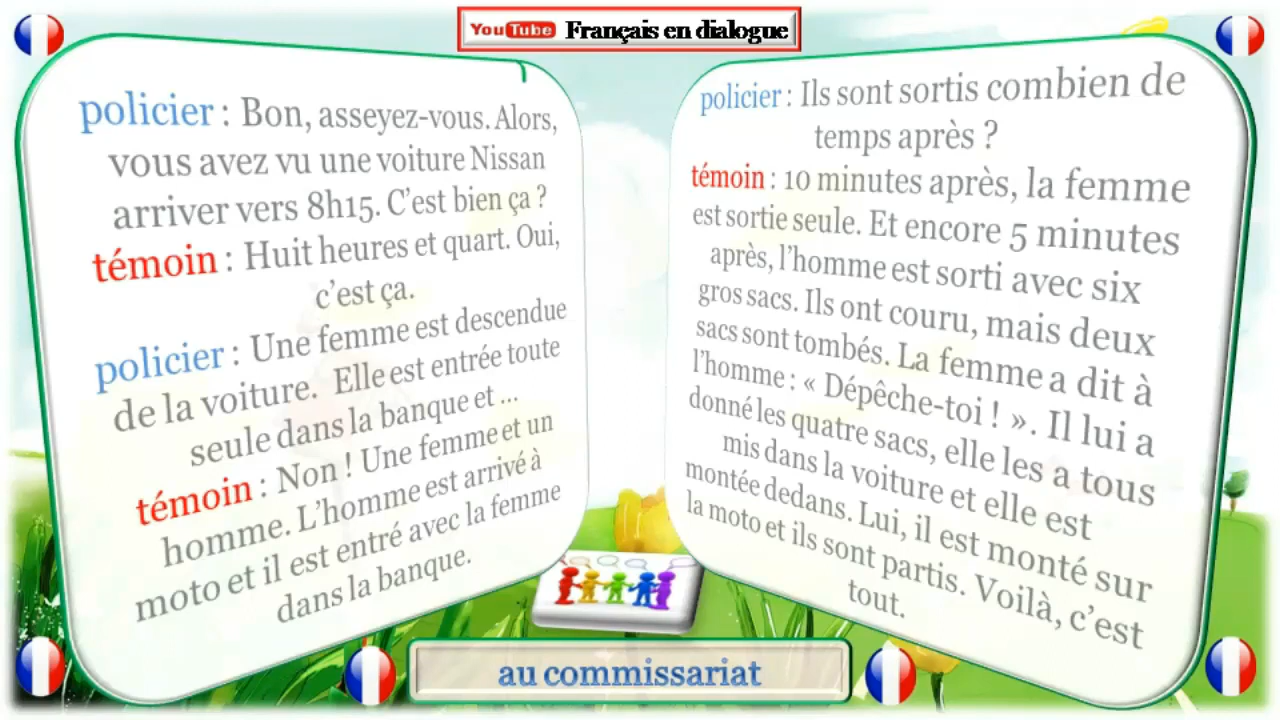 YouTube Français en dialogue
policier : Bon, asseyez-vous. Alors,
vous avez vu une voiture Nissan
arriver vers 8h15. C’est bien ça ?
témoin : Huit heures et quart. Oui,
c’est ça.
policier : Une femme est descendue
de la voiture. Elle est entrée toute
seule dans la banque et ...
témoin : Non ! Une femme et un
homme. L’homme est arrivé à
moto et il est entré avec la femme
dans la banque.
policier : Ils sont sortis combien de
temps après ?
témoin : 10 minutes après, la femme
est sortie seule. Et encore 5 minutes
après, l’homme est sorti avec six
gros sacs. Ils ont couru, mais deux
sacs sont tombés. La femme a dit à
l’homme : « Dépêche-toi ! ». Il lui a
donné les quatre sacs, elle les a tous
mis dans la voiture et elle est
montée dedans. Lui, il est monté sur
la moto et ils sont partis. Voilà, c’est
tout.
au commissariat